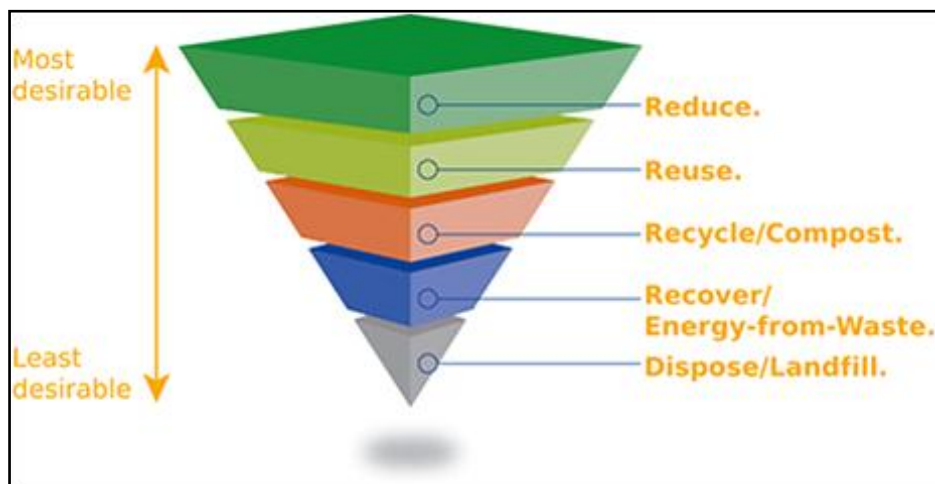 Most
desirable
Reduce.
Reuse.
Recycle/Compost.
Recover/
Energy-from-Waste.
Least
desirable
Dispose/Landfill.